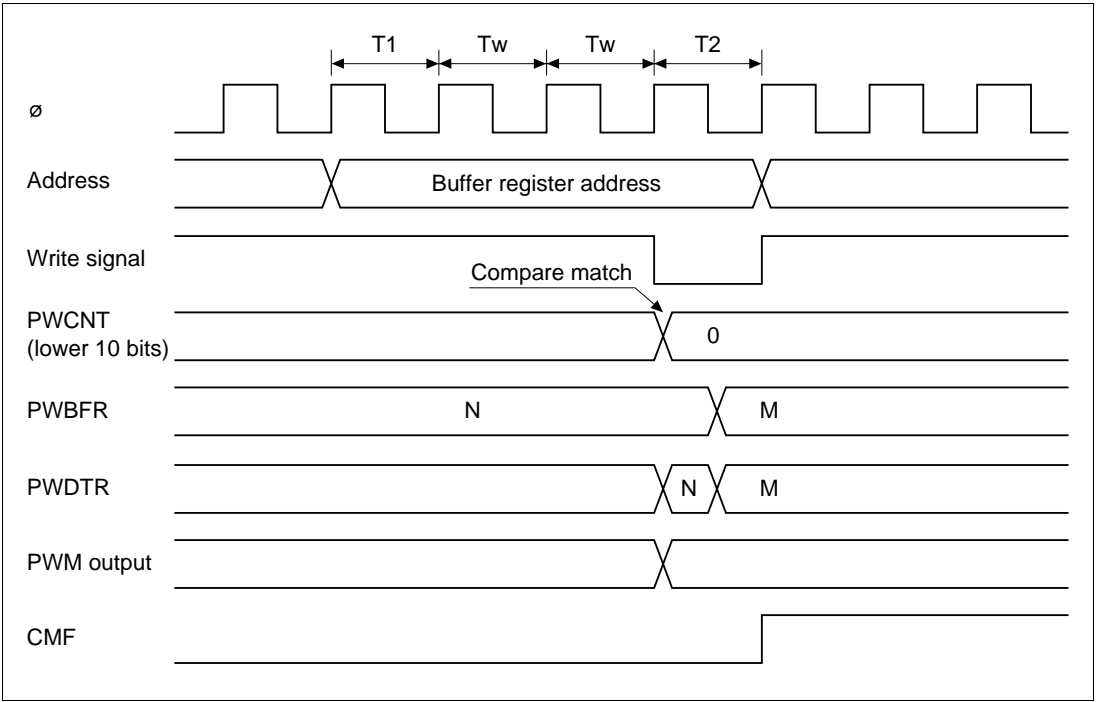 T1 Tw Tw T2
ø
Address Buffer register address
Write signal
Compare match
PWCNT
(lower 10 bits) 0
PWBFR N M
PWDTR N M
PWM output
CMF